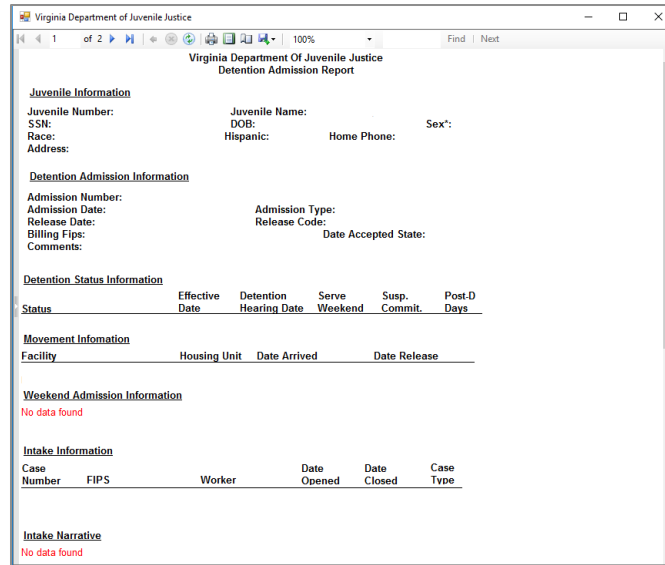 Virginia Department of Juvenile Justice
1 of 2 100% Find | Next
Virginia Department Of Juvenile Justice
Detention Admission Report
Juvenile Information
Juvenile Number: Juvenile Name:
SSN: DOB: Sex*:
Race: Hispanic: Home Phone:
Address:
Detention Admission Information
Admission Number:
Admission Date: Admission Type:
Release Date: Release Code:
Billing Fips: Date Accepted State:
Comments:
Detention Status Information
Effective Detention Serve Susp. Post-D
Status Date Hearing Date Weekend Commit. Days
Movement Infomation
Facility Housing Unit Date Arrived Date Release
Weekend Admission Information
No data found
Intake Information
Case Date Date Case
Number FIPS Worker Opened Closed Type
Intake Narrative
No data found